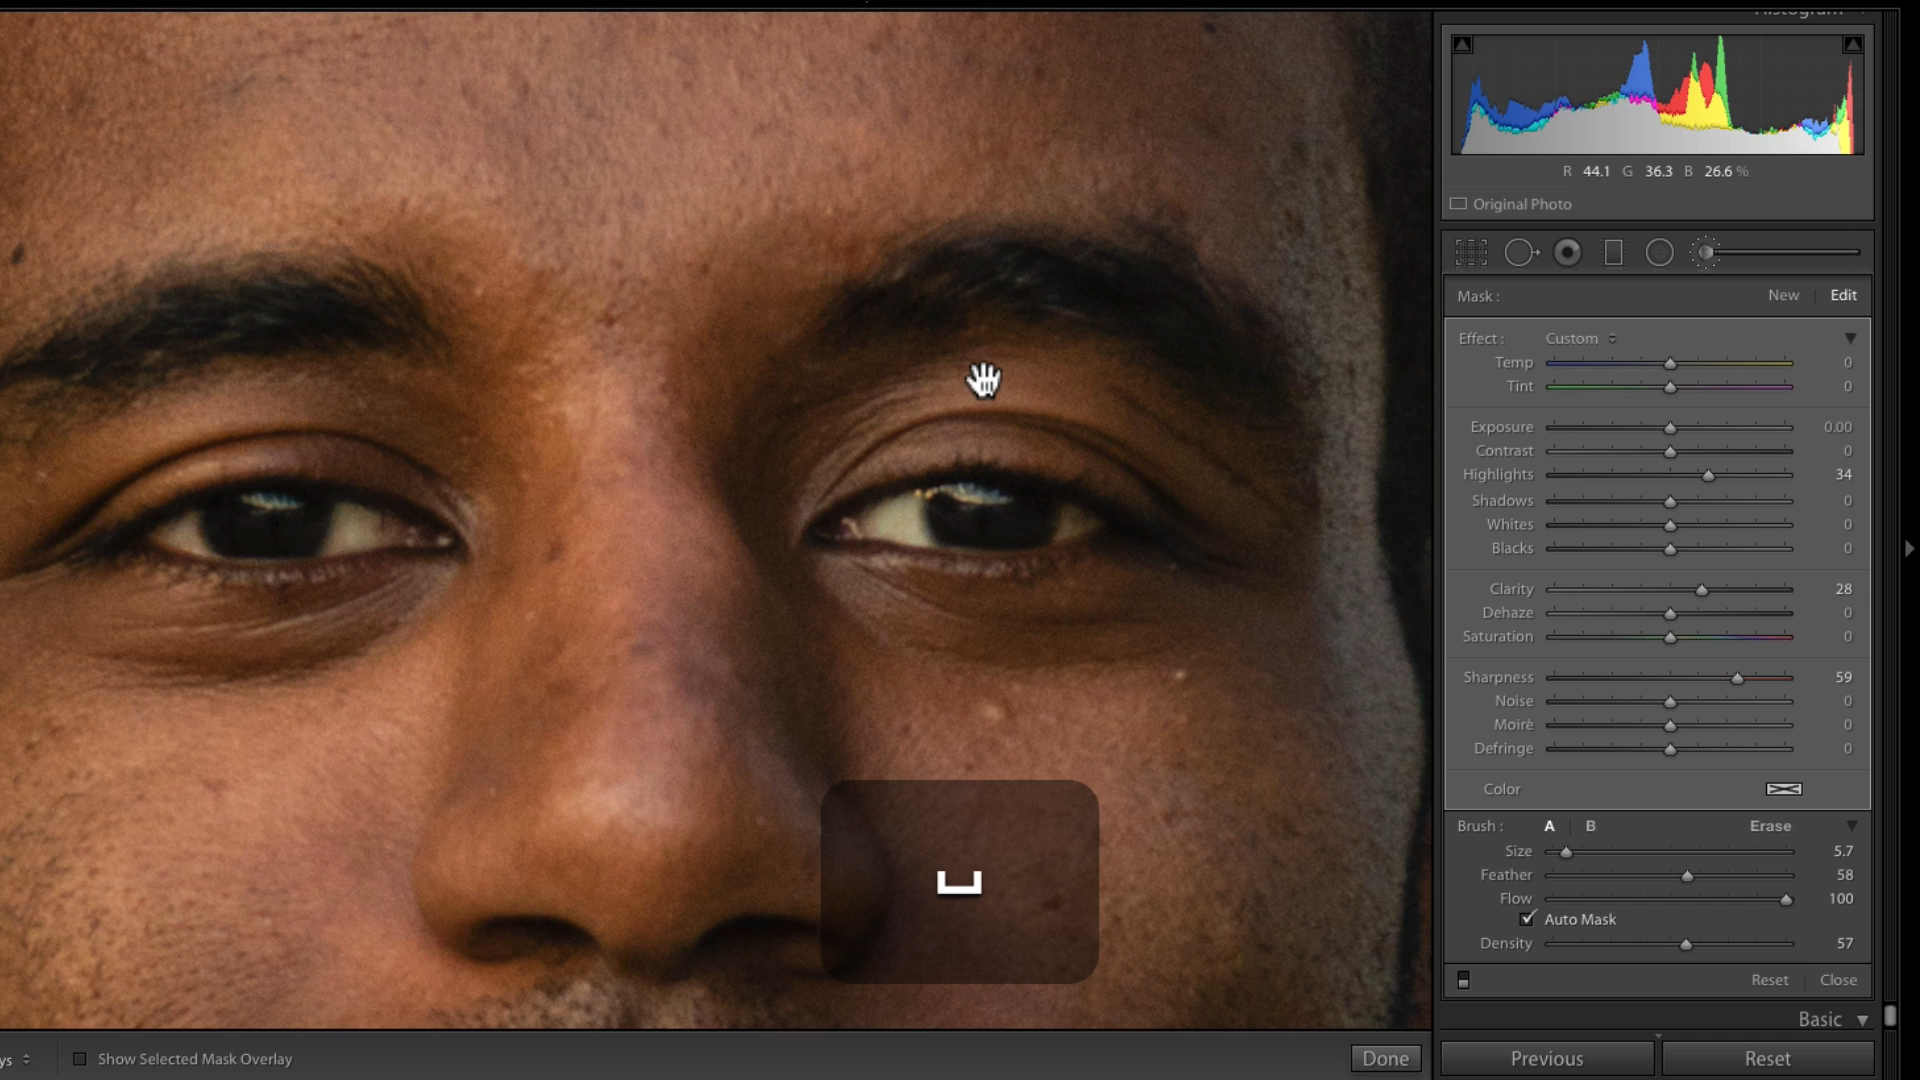 Histogram
R 44.1 G 36.3 B 26.6 %
Original Photo
Mask : New Edit
Effect : Custom
Temp 0
Tint 0
Exposure 0.00
Contrast 0
Highlights 34
Shadows 0
Whites 0
Blacks 0
Clarity 28
Dehaze 0
Saturation 0
Sharpness 59
Noise 0
Moiré 0
Defringe 0
Color
Brush : A B Erase
Size 5.7
Feather 58
Flow 100
Auto Mask
Density 57
Reset Close
Basic
ys Show Selected Mask Overlay Done Previous Reset